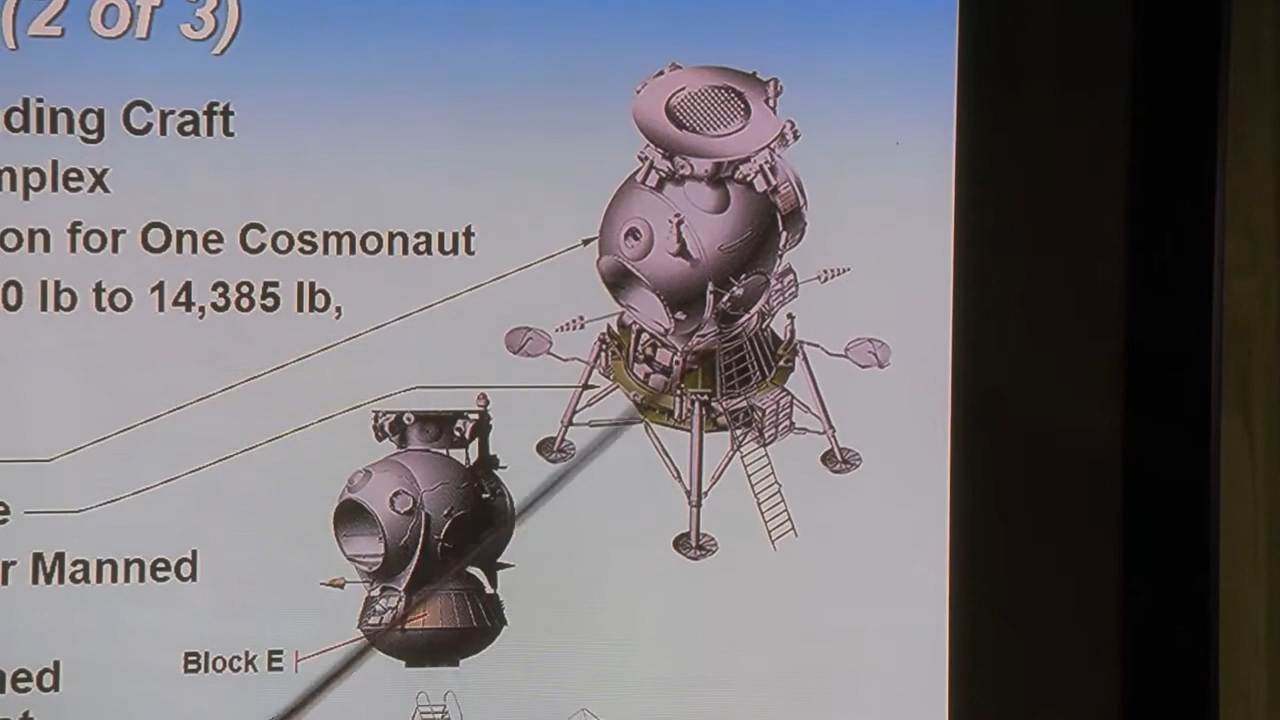 (2 of 3)
ding Craft
mplex
on for One Cosmonaut
0 lb to 14,385 lb,
e
r Manned
Block E
ned